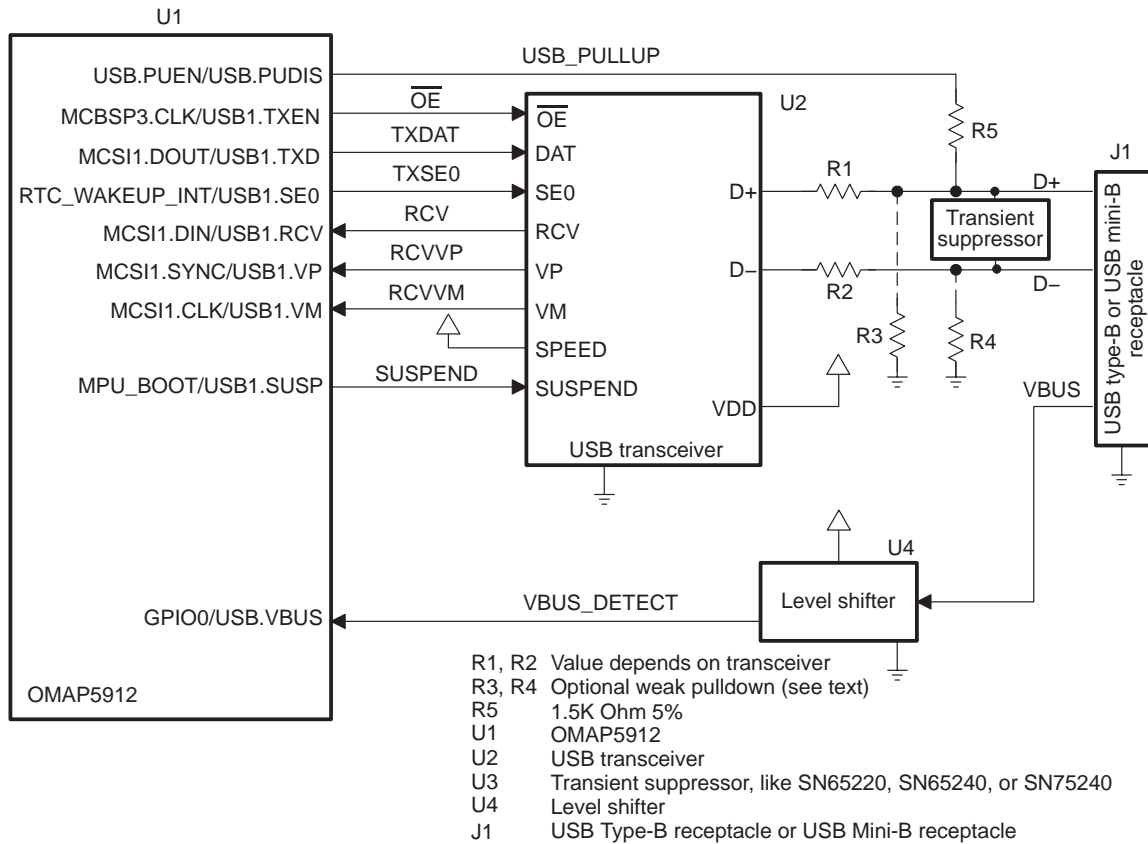 U1
USB.PUEN/USB.PUDIS
USB_PULLUP
MCBSP3.CLK/USB1.TXEN
OE
OE
U2
R5
MCSI1.DOUT/USB1.TXD
TXDAT
DAT
J1
RTC_WAKEUP_INT/USB1.SE0
TXSE0
SE0
D+
R1
D+
MCSI1.DIN/USB1.RCV
RCV
RCV
Transient
suppressor
MCSI1.SYNC/USB1.VP
RCVVP
VP
D−
R2
D−
MCSI1.CLK/USB1.VM
RCVVM
VM
R3
R4
SPEED
MPU_BOOT/USB1.SUSP
SUSPEND
SUSPEND
VDD
VBUS
USB type-B or USB mini-B
receptacle
USB transceiver
U4
Level shifter
GPIO0/USB.VBUS
VBUS_DETECT
OMAP5912
R1, R2 Value depends on transceiver
R3, R4 Optional weak pulldown (see text)
R5 1.5K Ohm 5%
U1 OMAP5912
U2 USB transceiver
U3 Transient suppressor, like SN65220, SN65240, or SN75240
U4 Level shifter
J1 USB Type-B receptacle or USB Mini-B receptacle